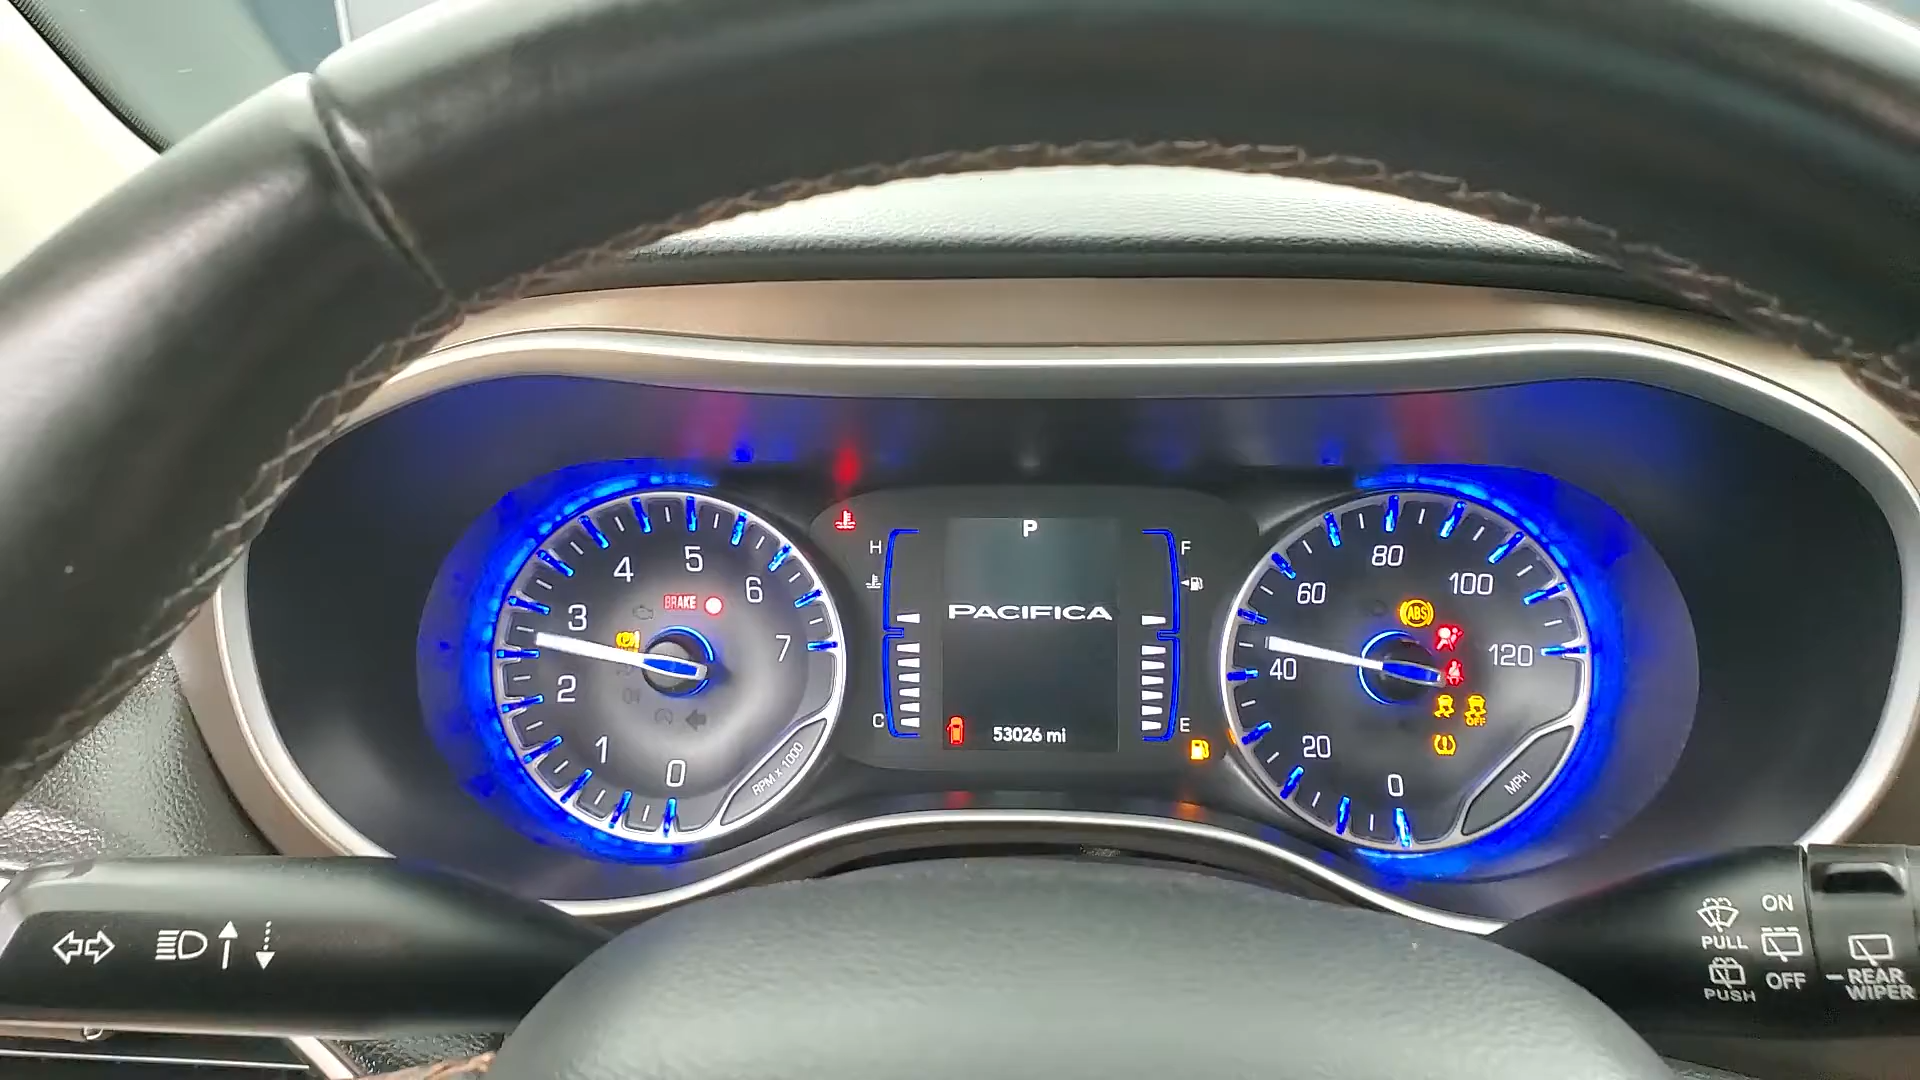 P
H
F
PACIFICA
C
E
53026 mi
0
1
2
3
4
5
6
7
BRAKE
RPM x 1000
0
20
40
60
80
100
120
ABS
OFF
MPH
ON
PULL
OFF
PUSH
REAR
WIPER